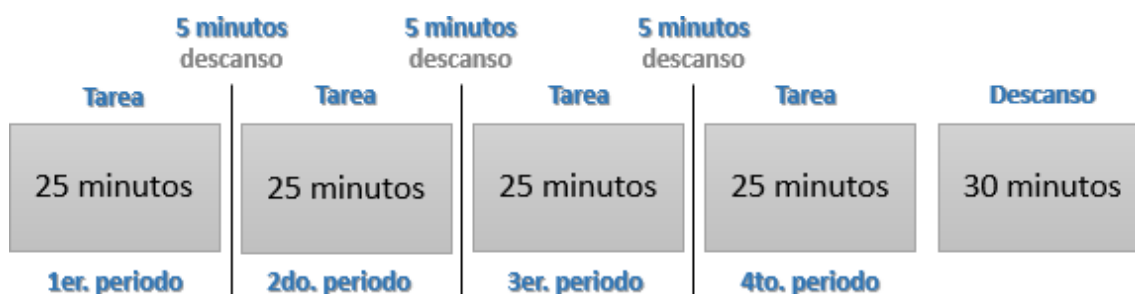 5 minutos 5 minutos 5 minutos
descanso descanso descanso
Tarea Tarea Tarea Tarea Descanso
25 minutos 25 minutos 25 minutos 25 minutos 30 minutos
1er. periodo 2do. periodo 3er. periodo 4to. periodo